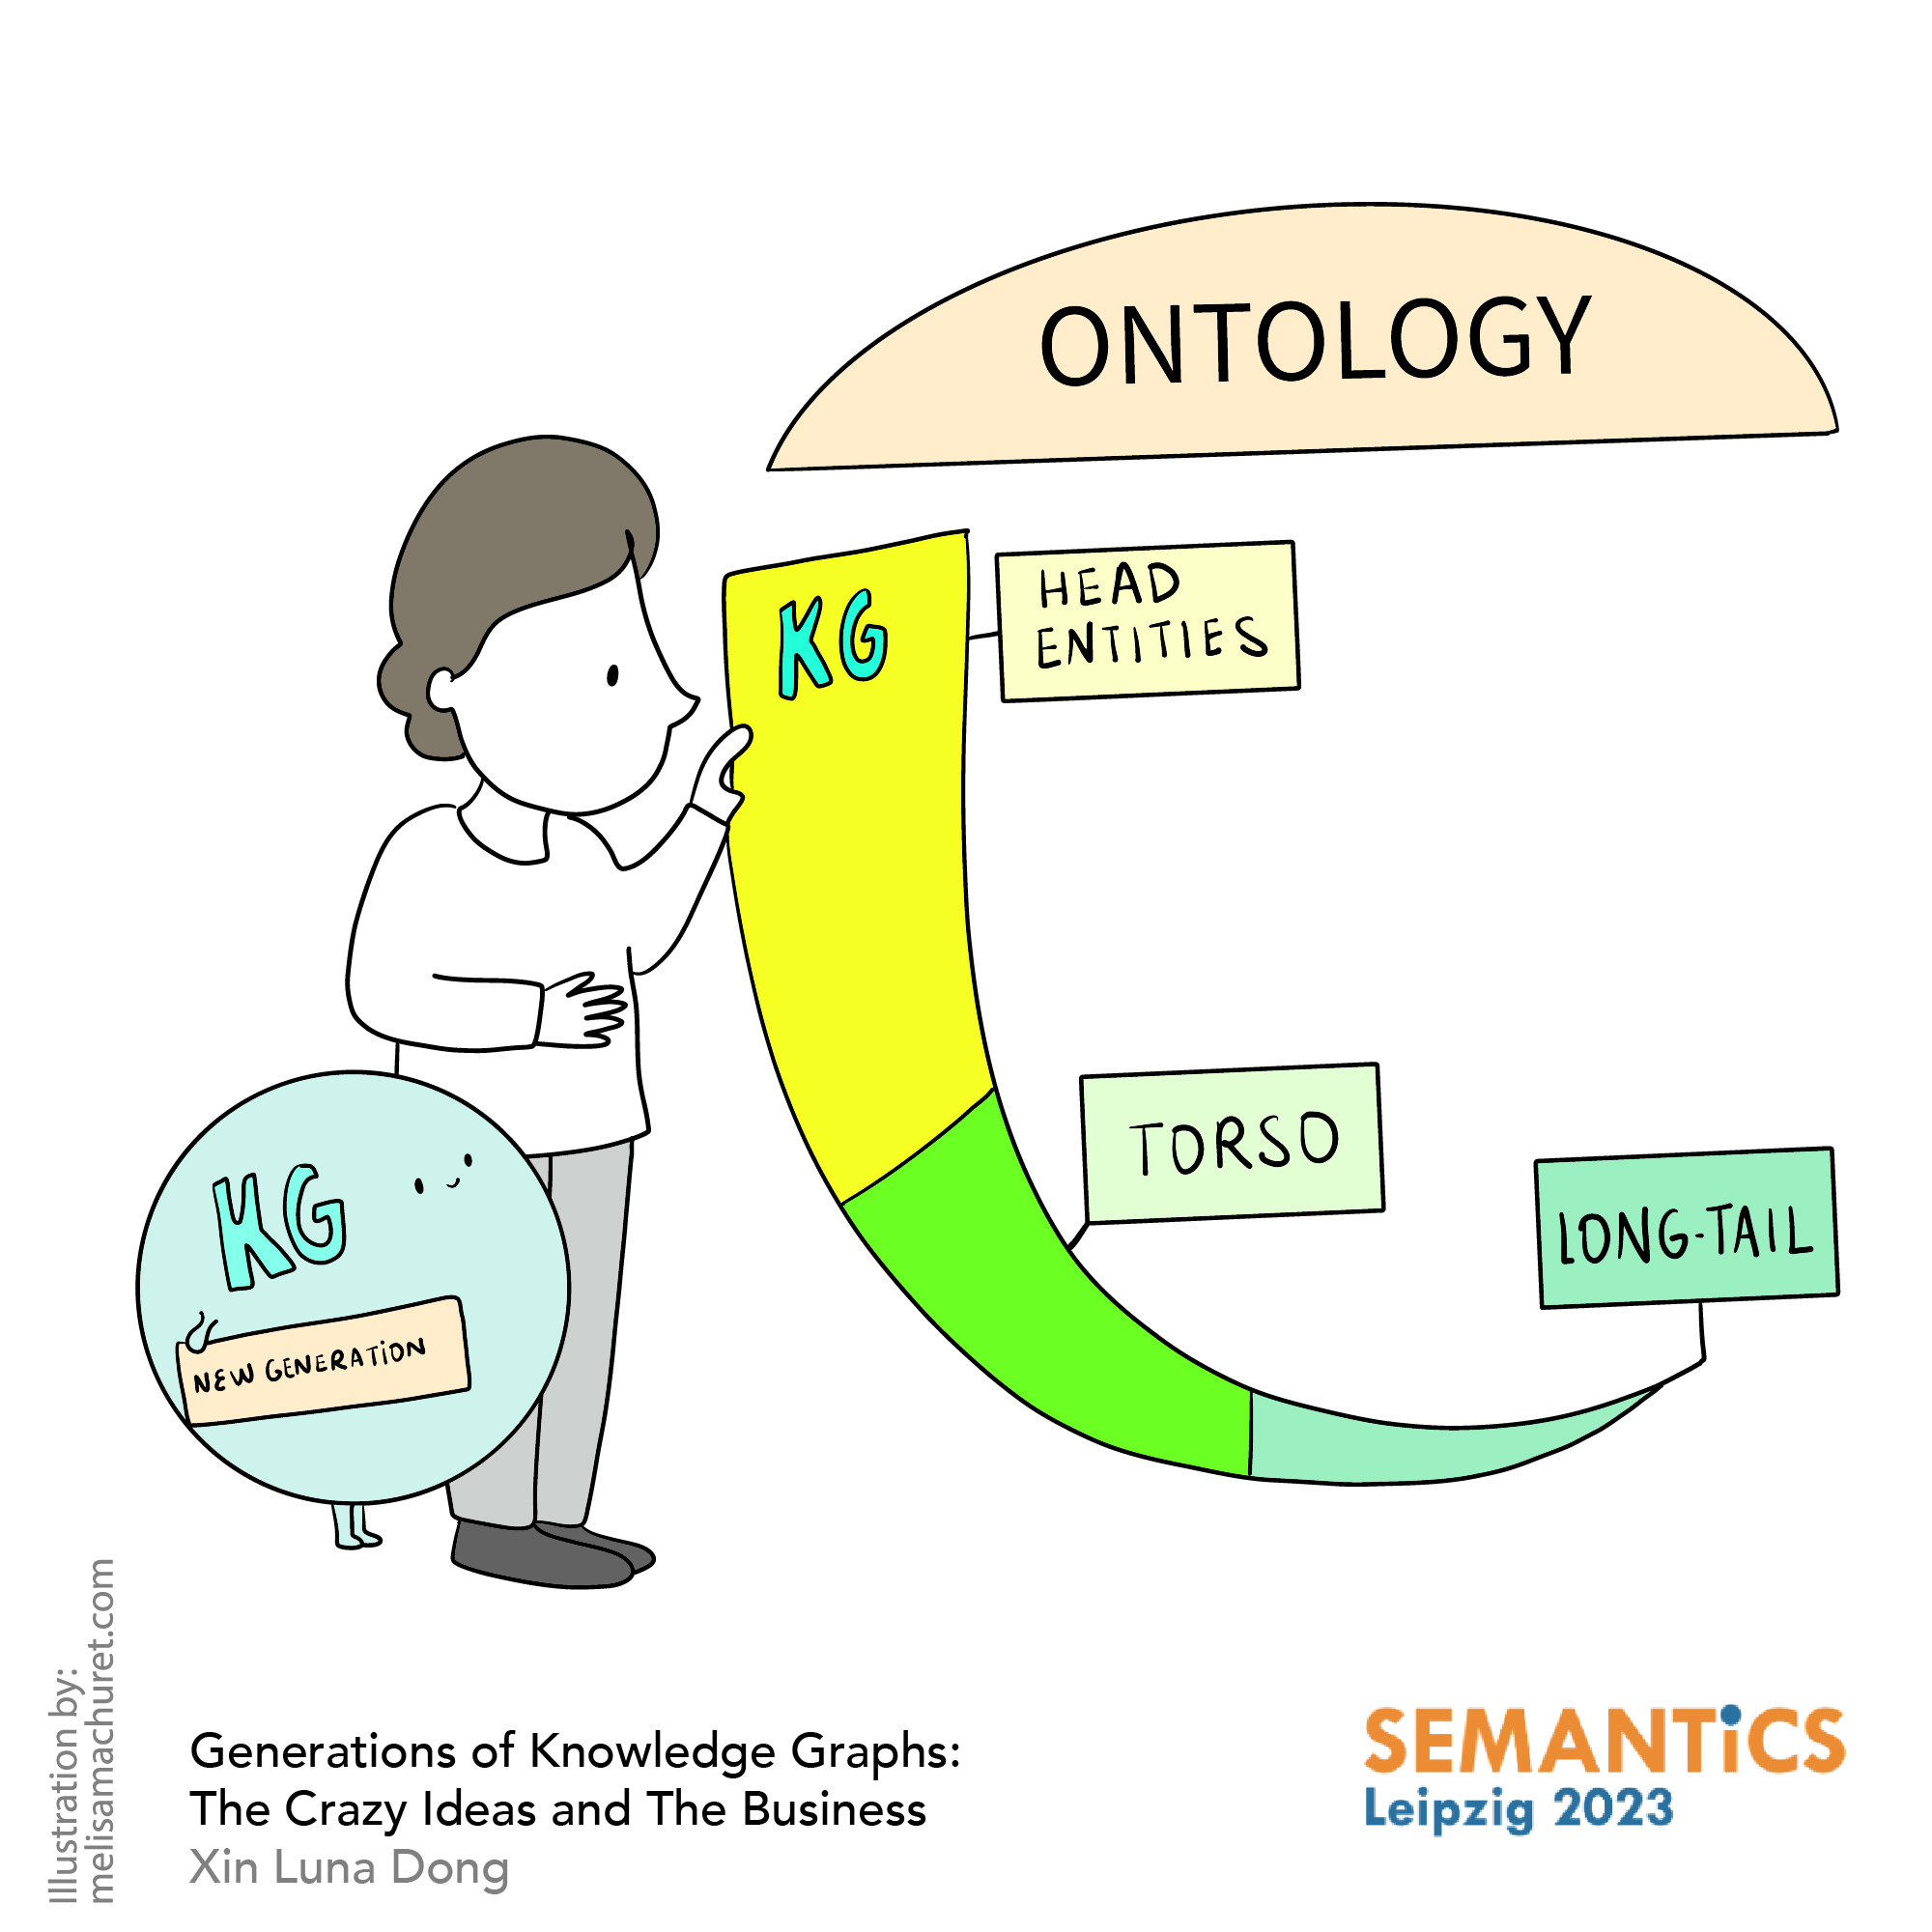 ONTOLOGY
KG
HEAD
ENTITIES
TORSO
LONG-TAIL
KG
NEW GENERATION
Illustration by:
melisamachuret.com
Generations of Knowledge Graphs:
The Crazy Ideas and The Business
Xin Luna Dong
SEMANTiCS
Leipzig 2023